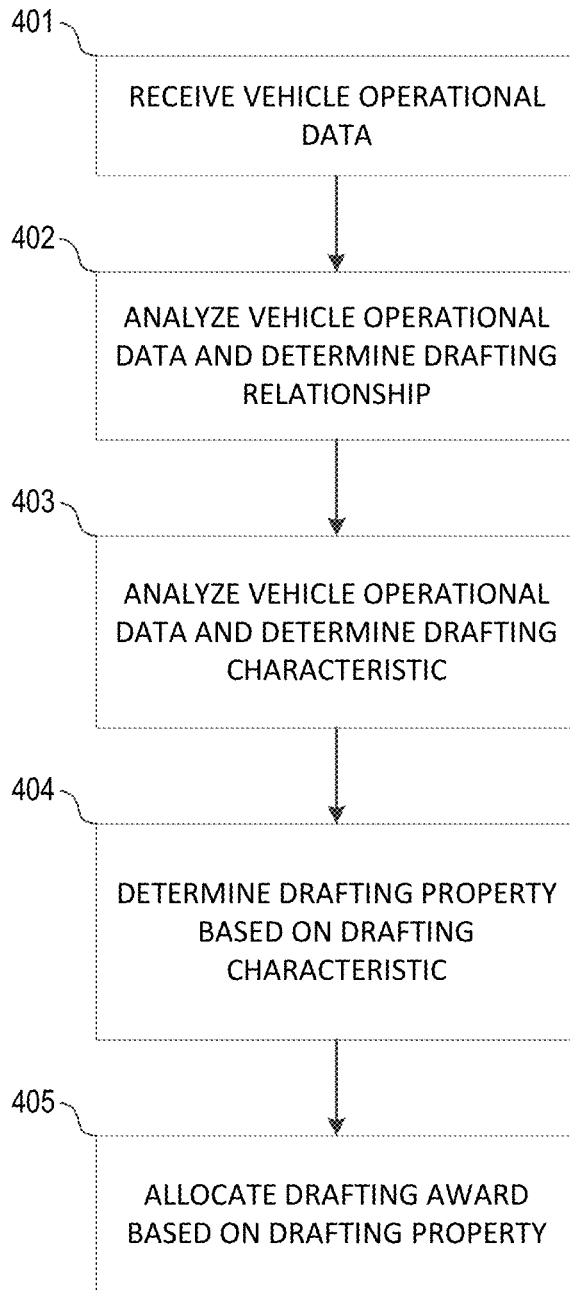 401
RECEIVE VEHICLE OPERATIONAL
DATA
402
ANALYZE VEHICLE OPERATIONAL
DATA AND DETERMINE DRAFTING
RELATIONSHIP
403
ANALYZE VEHICLE OPERATIONAL
DATA AND DETERMINE DRAFTING
CHARACTERISTIC
404
DETERMINE DRAFTING PROPERTY
BASED ON DRAFTING
CHARACTERISTIC
405
ALLOCATE DRAFTING AWARD
BASED ON DRAFTING PROPERTY